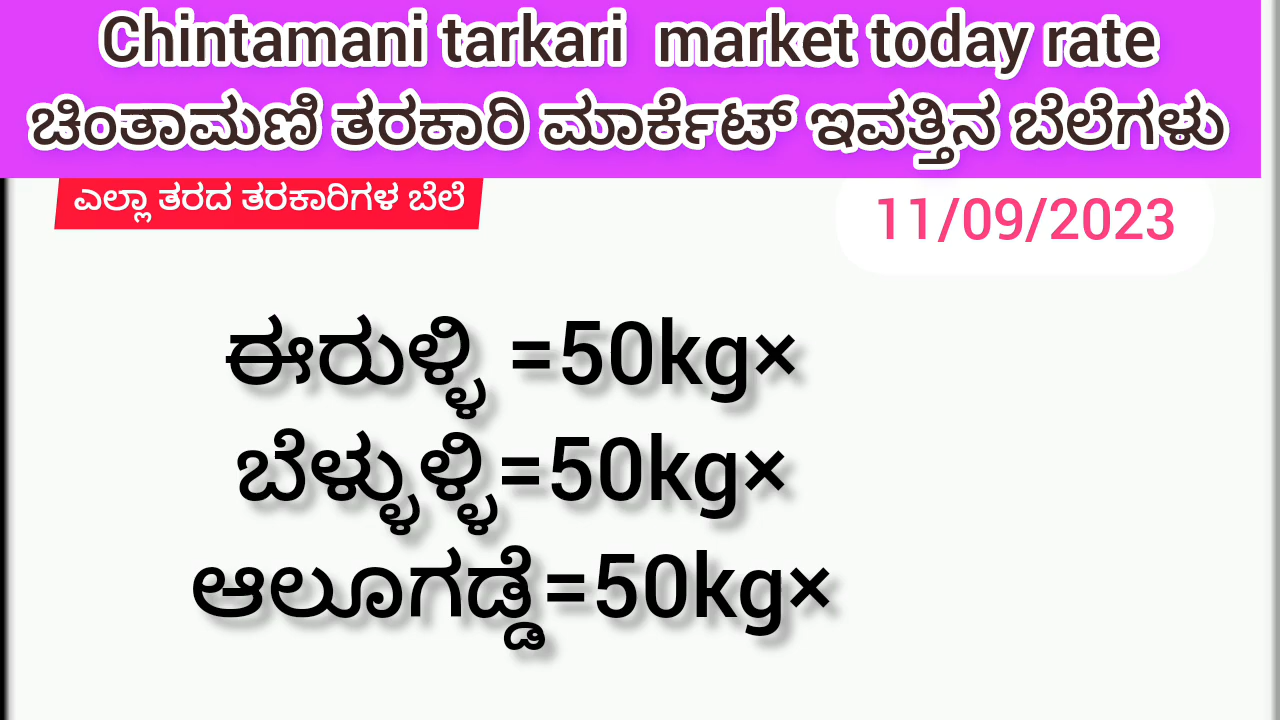 Chintamani tarkari market today rate
ಚಿಂತಾಮಣಿ ತರಕಾರಿ ಮಾರ್ಕೆಟ್ ಇವತ್ತಿನ ಬೆಲೆಗಳು
ಎಲ್ಲಾ ತರದ ತರಕಾರಿಗಳ ಬೆಲೆ
11/09/2023
ಈರುಳ್ಳಿ =50kg×
ಬೆಳ್ಳುಳ್ಳಿ=50kg×
ಆಲೂಗಡ್ಡೆ=50kg×